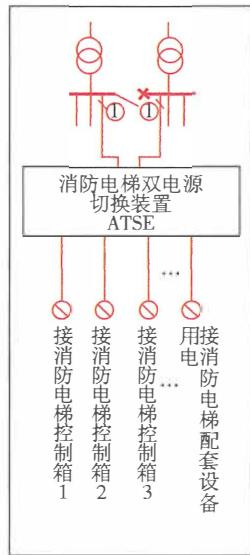 ① ①
消防电梯双电源
切换装置
ATSE
...
接消防电梯控制箱1
接消防电梯控制箱2
接消防电梯控制箱3
...
接消防电梯配套设备
用电